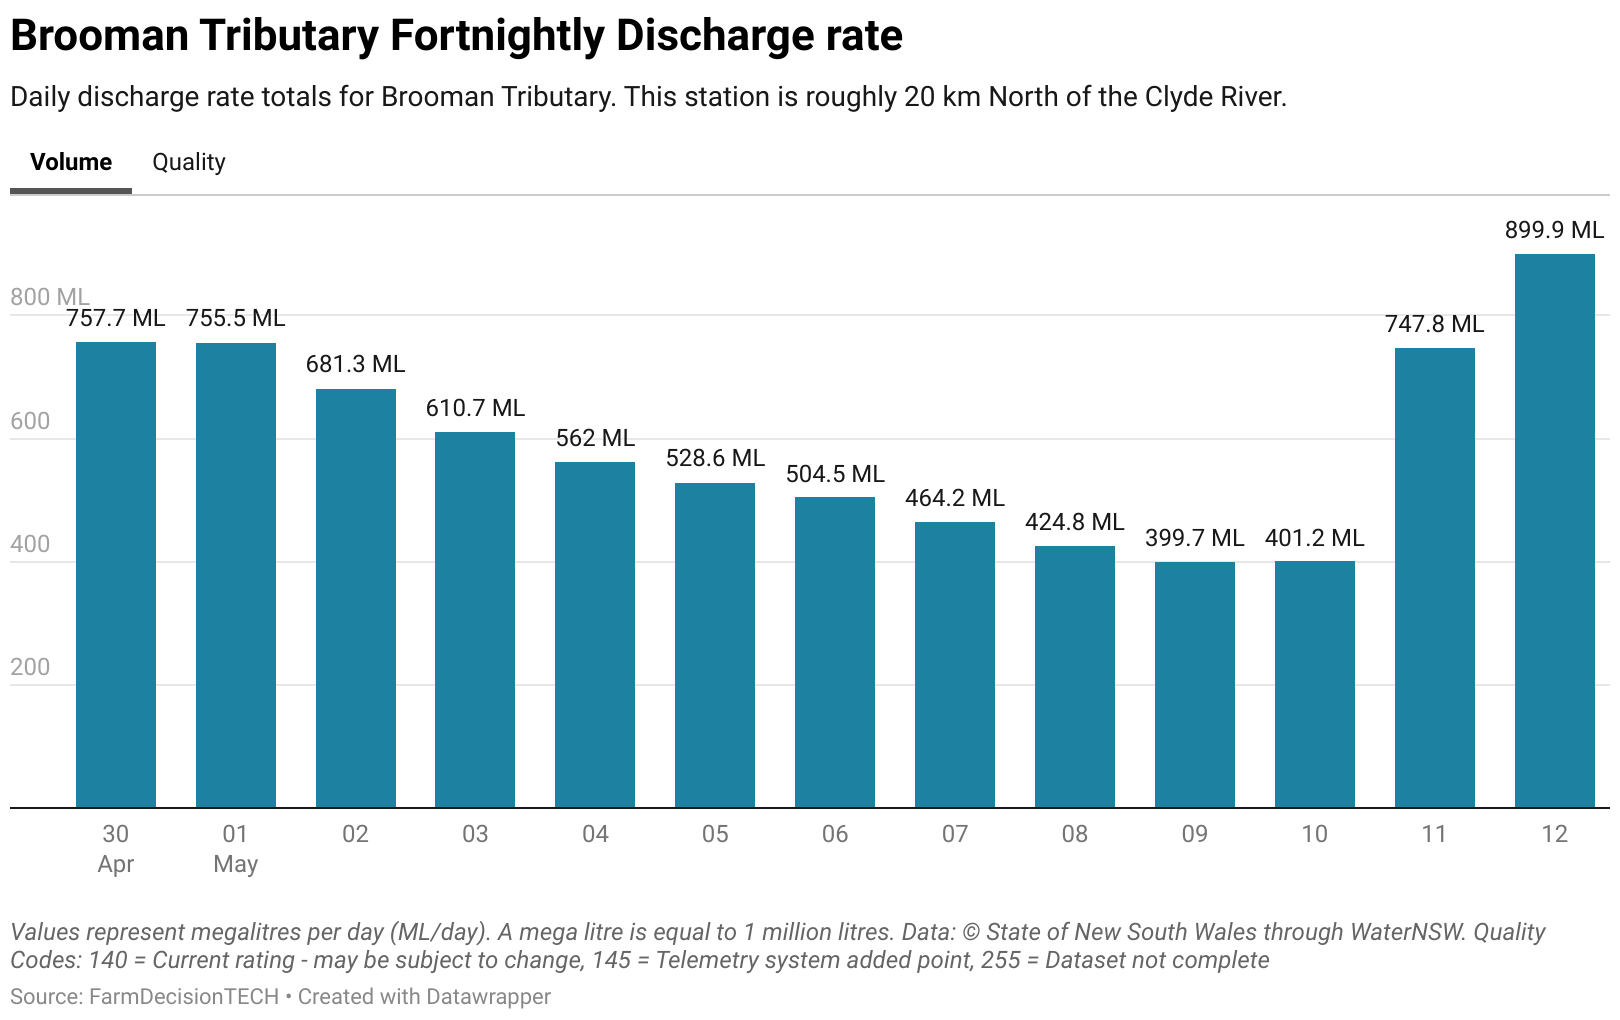 Brooman Tributary Fortnightly Discharge rate
Daily discharge rate totals for Brooman Tributary. This station is roughly 20 km North of the Clyde River.
Volume Quality
899.9 ML
800 ML
757.7 ML 755.5 ML 747.8 ML
681.3 ML
610.7 ML
600
562 ML
528.6 ML
504.5 ML
464.2 ML
424.8 ML
399.7 ML 401.2 ML
400
200
30 01 02 03 04 05 06 07 08 09 10 11 12
Apr May
Values represent megalitres per day (ML/day). A mega litre is equal to 1 million litres. Data: © State of New South Wales through WaterNSW. Quality
Codes: 140 = Current rating - may be subject to change, 145 = Telemetry system added point, 255 = Dataset not complete
Source: FarmDecisionTECH • Created with Datawrapper